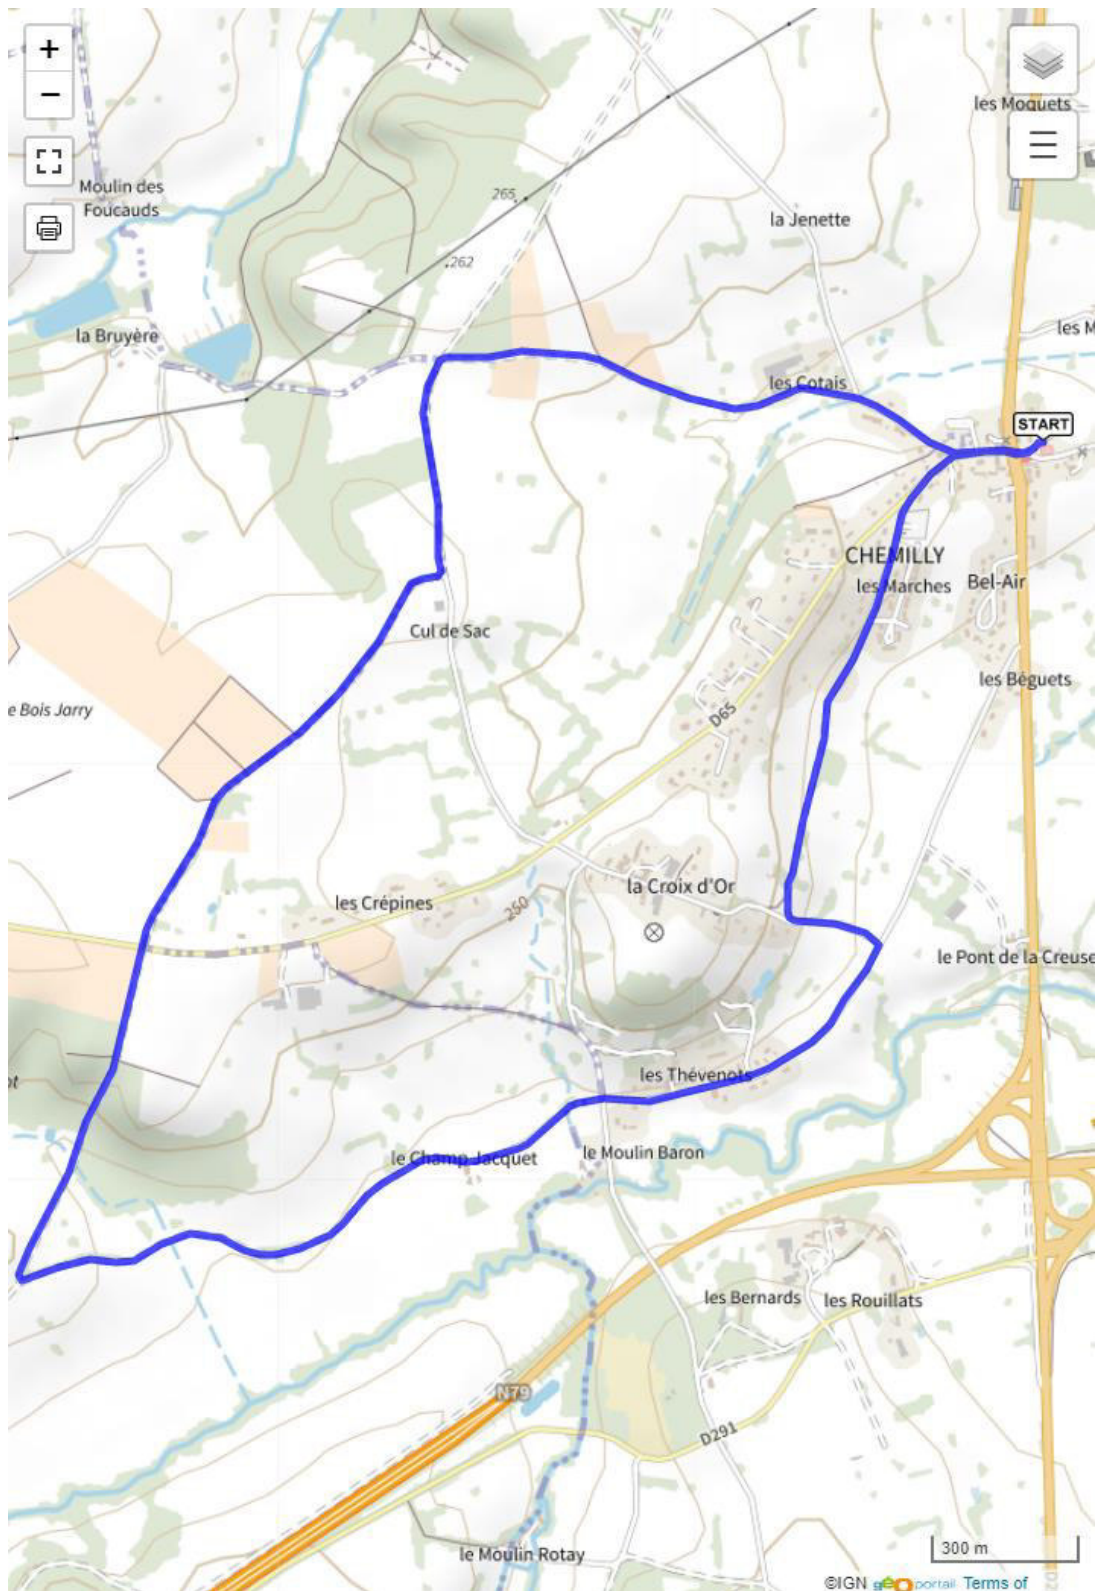 +
−
les Moquets
Moulin des
Foucauds
265
la Jenette
262
la Bruyère
les M
les Cotais
START
CHEMILLY
les Marches
Bel-Air
Cul de Sac
les Béguets
e Bois Jarry
D65
la Croix d'Or
les Crépines
250
le Pont de la Creuse
les Thévenots
ot
le Moulin Baron
le Champ Jacquet
les Bernards
les Rouillats
N79
D291
300 m
le Moulin Rotay
©IGN géoportail Terms of